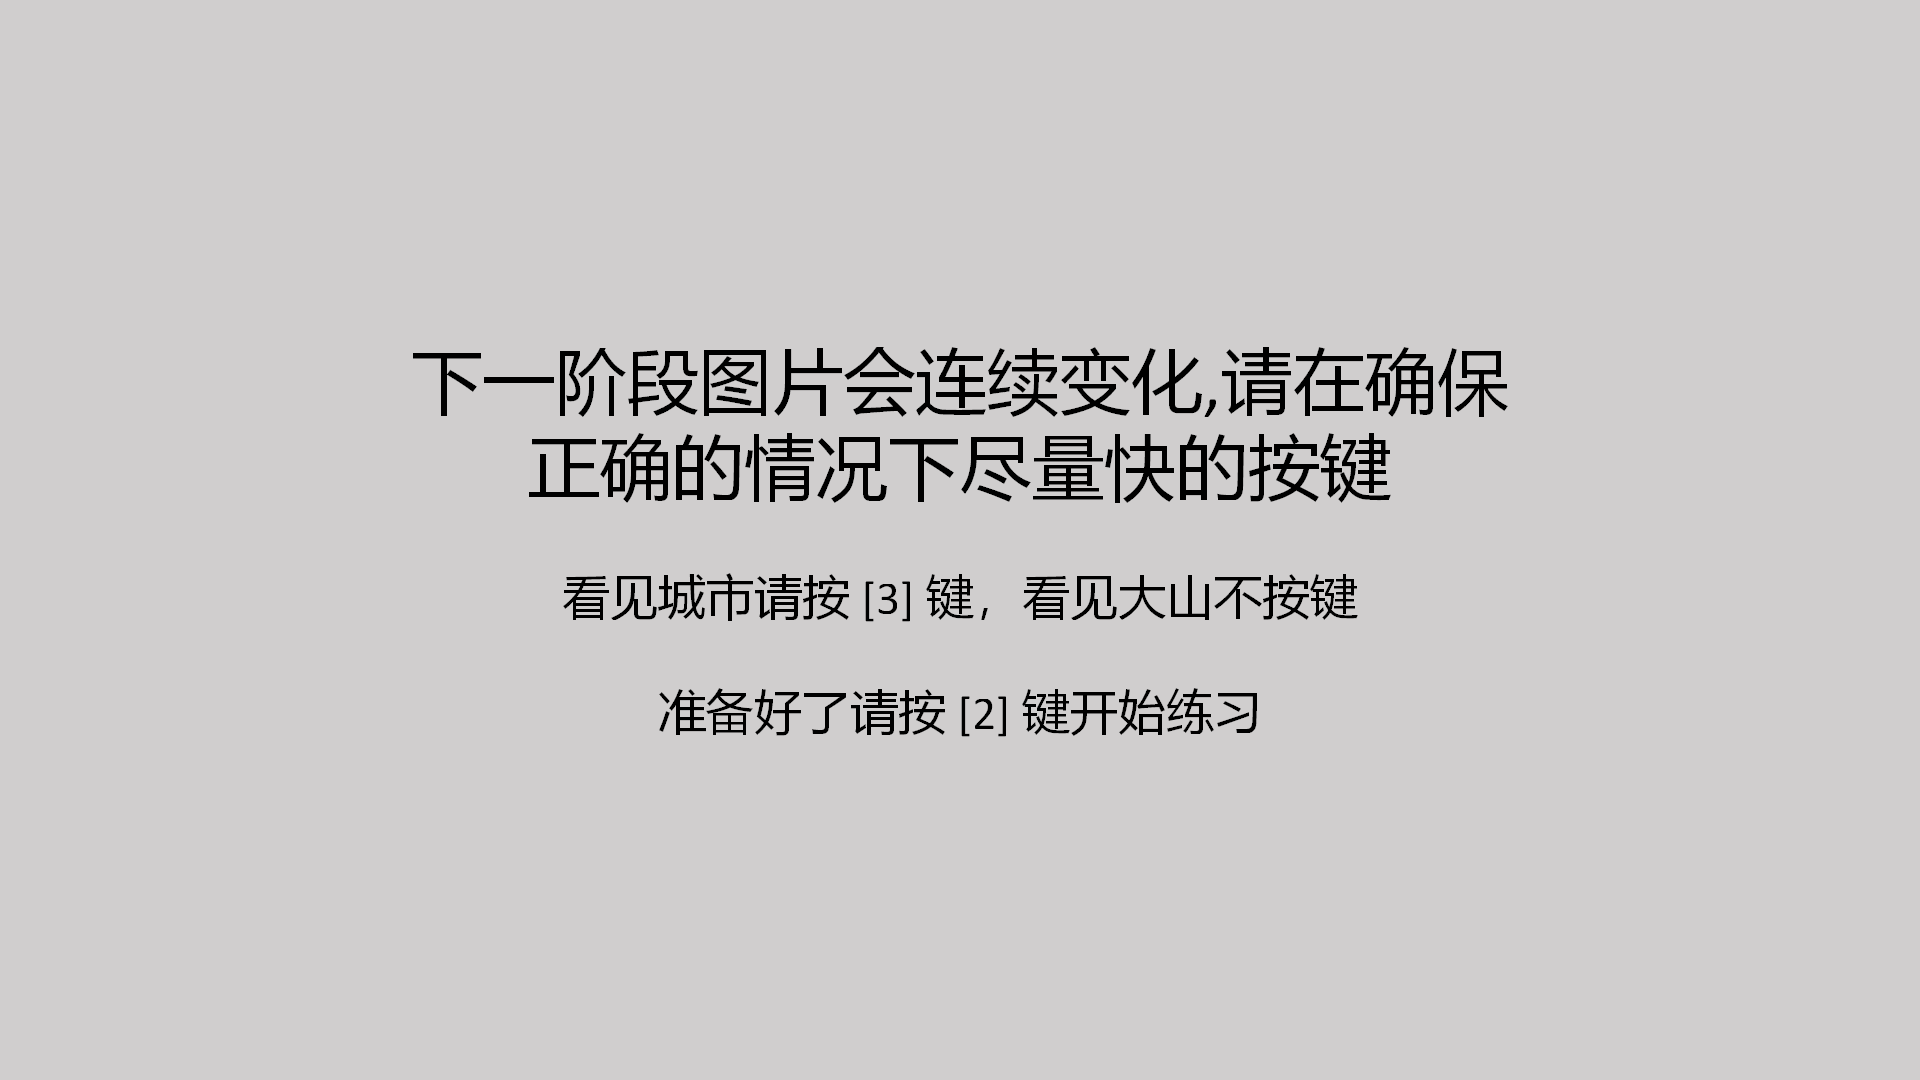 下一阶段图片会连续变化,请在确保
正确的情况下尽量快的按键
看见城市请按 [3] 键，看见大山不按键
准备好了请按 [2] 键开始练习